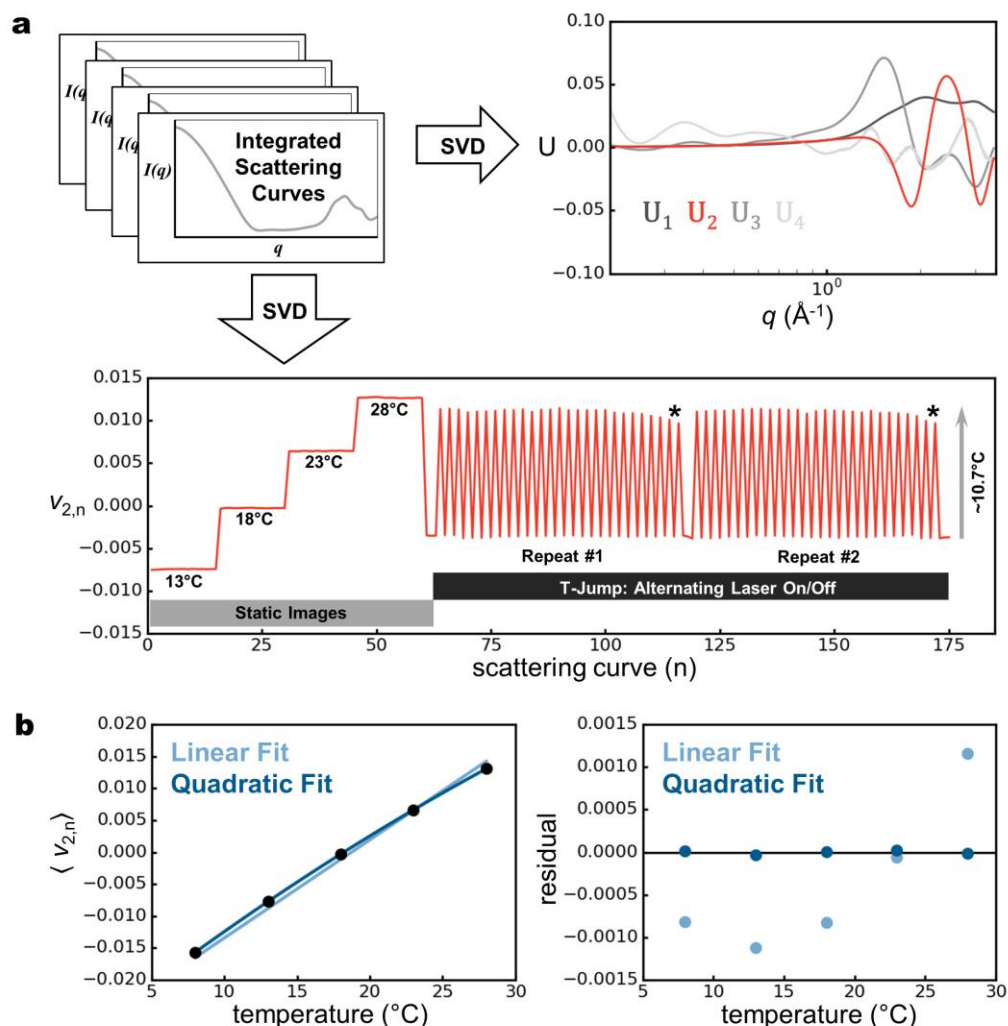 a
I(q)
I(q)
I(q)
I(q)
Integrated
Scattering
Curves
q
SVD
SVD
U
0.10
0.05
0.00
−0.05
−0.10
U1 U2 U3 U4
10^0
q (Å-1)
0.015
0.010
0.005
0.000
−0.005
−0.010
−0.015
v2,n
13°C
18°C
23°C
28°C
*
*
~10.7°C
Repeat #1
Repeat #2
T-Jump: Alternating Laser On/Off
Static Images
0 25 50 75 100 125 150 175
scattering curve (n)
b
0.020
0.015
0.010
0.005
0.000
−0.005
−0.010
−0.015
−0.020
⟨ v2,n ⟩
Linear Fit
Quadratic Fit
5 10 15 20 25 30
temperature (°C)
0.0015
0.0010
0.0005
0.0000
−0.0005
−0.0010
−0.0015
residual
Linear Fit
Quadratic Fit
5 10 15 20 25 30
temperature (°C)